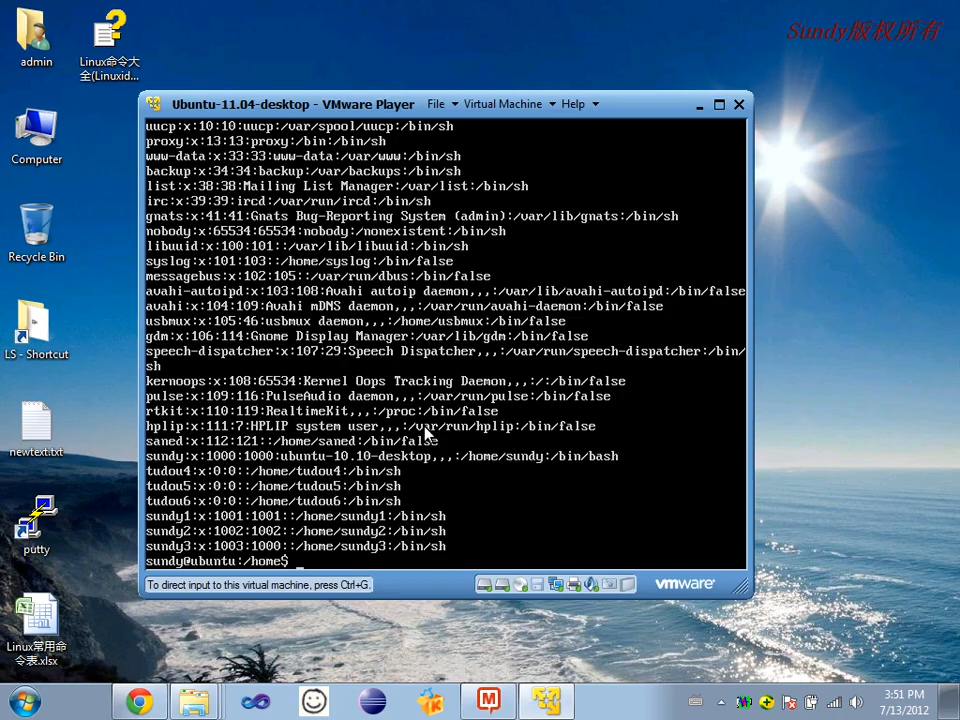 Sundy版权所有
admin
Linux命令大
全(Linuxid...
Computer
Recycle Bin
LS - Shortcut
newtext.txt
putty
Linux常用命
令表.xlsx
Ubuntu-11.04-desktop - VMware Player File Virtual Machine Help
uucp:x:10:10:uucp:/var/spool/uucp:/bin/sh
proxy:x:13:13:proxy:/bin:/bin/sh
www-data:x:33:33:www-data:/var/www:/bin/sh
backup:x:34:34:backup:/var/backups:/bin/sh
list:x:38:38:Mailing List Manager:/var/list:/bin/sh
irc:x:39:39:ircd:/var/run/ircd:/bin/sh
gnats:x:41:41:Gnats Bug-Reporting System (admin):/var/lib/gnats:/bin/sh
nobody:x:65534:65534:nobody:/nonexistent:/bin/sh
libuuid:x:100:101::/var/lib/libuuid:/bin/sh
syslog:x:101:103::/home/syslog:/bin/false
messagebus:x:102:105::/var/run/dbus:/bin/false
avahi-autoipd:x:103:108:Avahi autoip daemon,,,:/var/lib/avahi-autoipd:/bin/false
avahi:x:104:109:Avahi mDNS daemon,,,:/var/run/avahi-daemon:/bin/false
usbmux:x:105:46:usbmux daemon,,,:/home/usbmux:/bin/false
gdm:x:106:114:Gnome Display Manager:/var/lib/gdm:/bin/false
speech-dispatcher:x:107:29:Speech Dispatcher,,,:/var/run/speech-dispatcher:/bin/
sh
kernoops:x:108:65534:Kernel Oops Tracking Daemon,,,:/:/bin/false
pulse:x:109:116:PulseAudio daemon,,,:/var/run/pulse:/bin/false
rtkit:x:110:119:RealtimeKit,,,:/proc:/bin/false
hplip:x:111:7:HPLIP system user,,,:/var/run/hplip:/bin/false
saned:x:112:121::/home/saned:/bin/false
sundy:x:1000:1000:ubuntu-10.10-desktop,,,:/home/sundy:/bin/bash
tudou4:x:0:0::/home/tudou4:/bin/sh
tudou5:x:0:0::/home/tudou5:/bin/sh
tudou6:x:0:0::/home/tudou6:/bin/sh
sundy1:x:1001:1001::/home/sundy1:/bin/sh
sundy2:x:1002:1002::/home/sundy2:/bin/sh
sundy3:x:1003:1000::/home/sundy3:/bin/sh
sundy@ubuntu:/home$ _
To direct input to this virtual machine, press Ctrl+G.
vmware
3:51 PM
7/13/2012